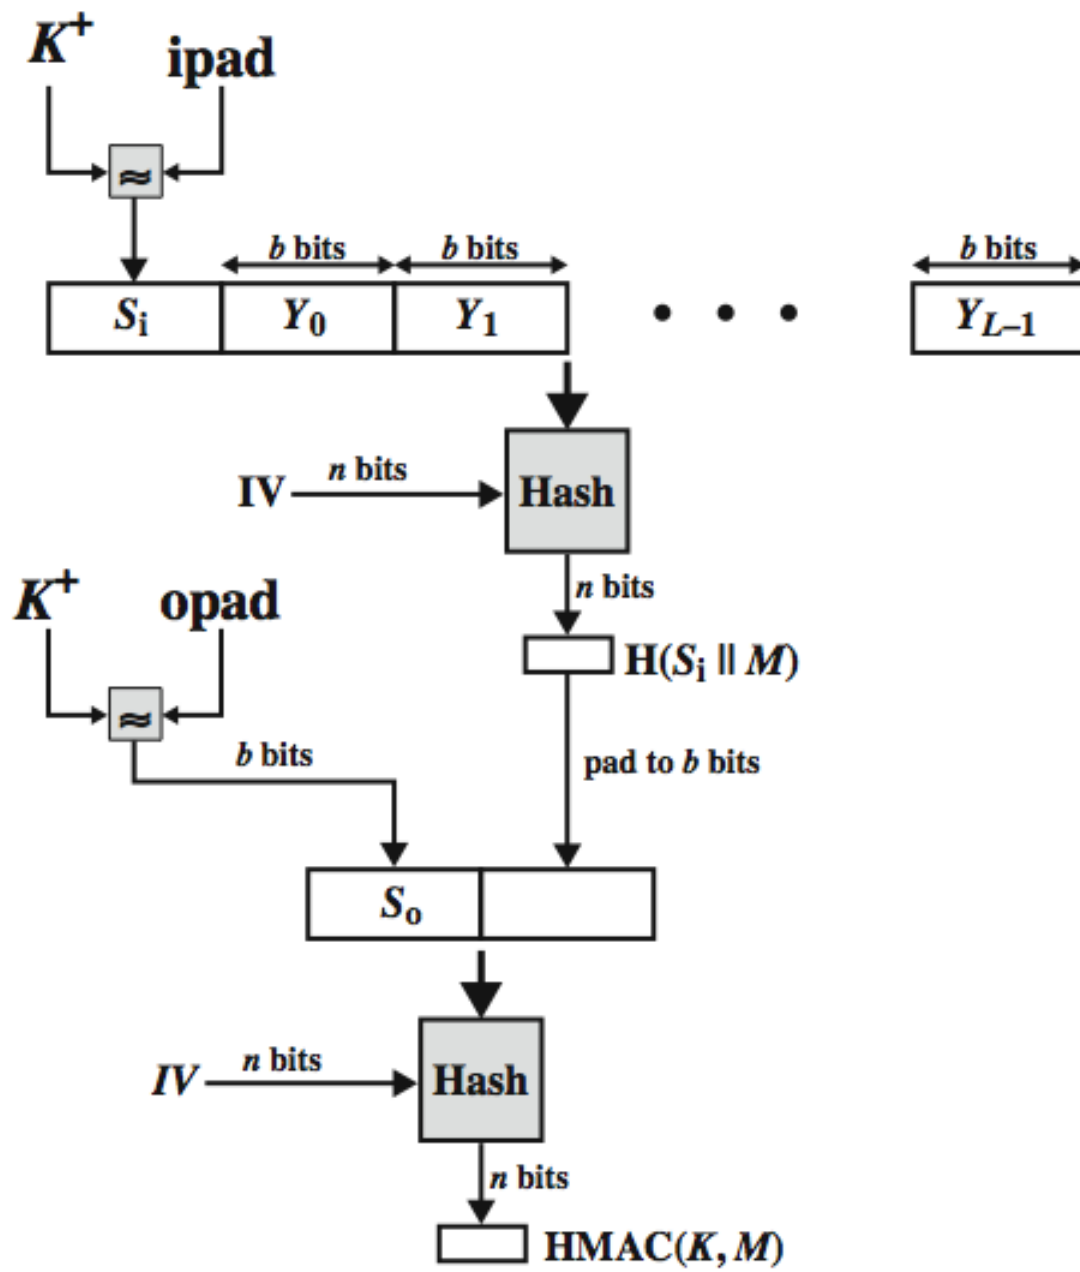 K⁺ ipad
≈
b bits b bits b bits
Sᵢ Y₀ Y₁ • • • Y_L–1
n bits
IV Hash
n bits
K⁺ opad
H(Sᵢ || M)
≈
b bits
pad to b bits
Sₒ
n bits
IV Hash
n bits
HMAC(K, M)